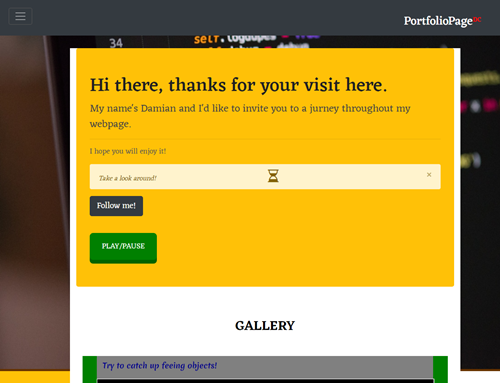 PortfolioPage
34
Hi there, thanks for your visit here.
My name's Damian and I'd like to invite you to a jurney throughout my
webpage.
I hope you will enjoy it!
Take a look around! ×
Follow me!
PLAY/PAUSE
GALLERY
Try to catch up feeing objects!